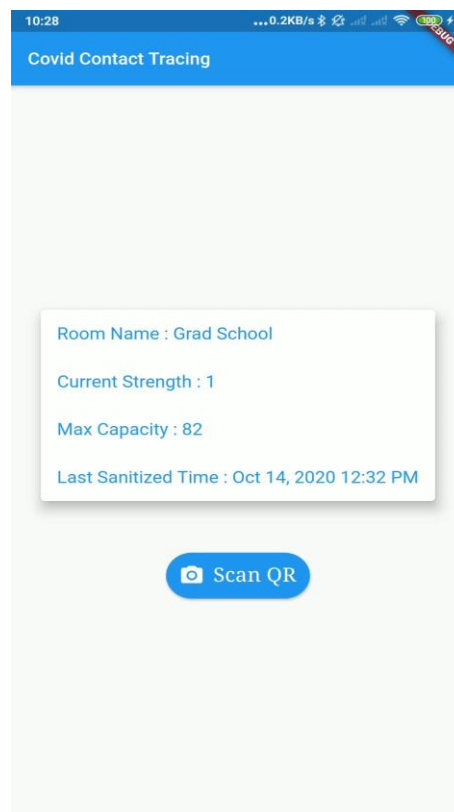 10:28 ...0.2KB/s 100
DEBUG
Covid Contact Tracing
Room Name : Grad School
Current Strength : 1
Max Capacity : 82
Last Sanitized Time : Oct 14, 2020 12:32 PM
Scan QR